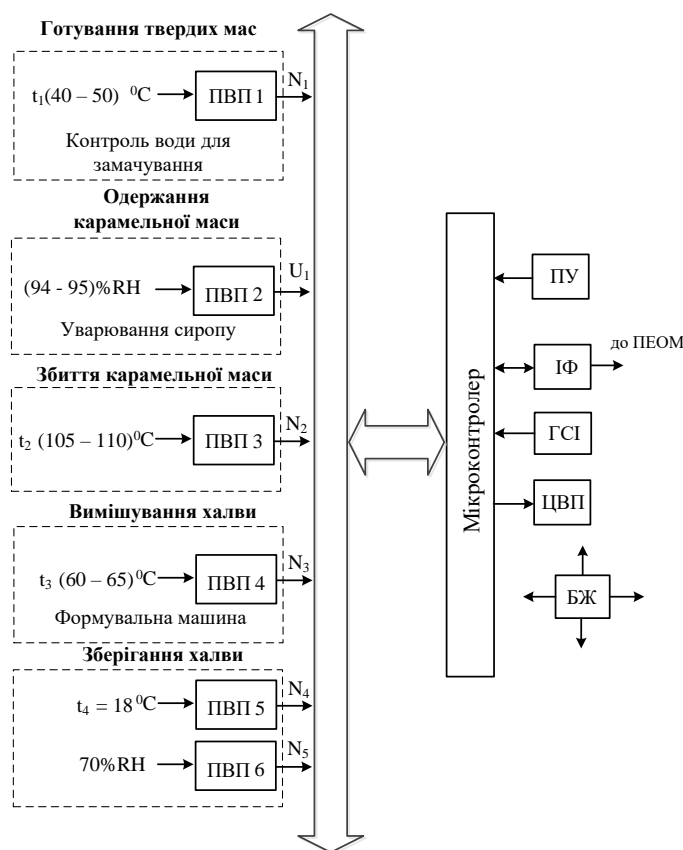 Готування твердих мас
t₁(40 – 50) ⁰C
ПВП 1
N₁
Контроль води для
замачування
Одержання
карамельної маси
(94 - 95)%RH
ПВП 2
U₁
Уварювання сиропу
Збиття карамельної маси
t₂ (105 – 110)⁰C
ПВП 3
N₂
Вимішування халви
t₃ (60 – 65)⁰C
ПВП 4
N₃
Формувальна машина
Зберігання халви
t₄ = 18⁰C
ПВП 5
N₄
70%RH
ПВП 6
N₅
Мікроконтролер
ПУ
ІФ
до ПЕОМ
ГСІ
ЦВП
БЖ